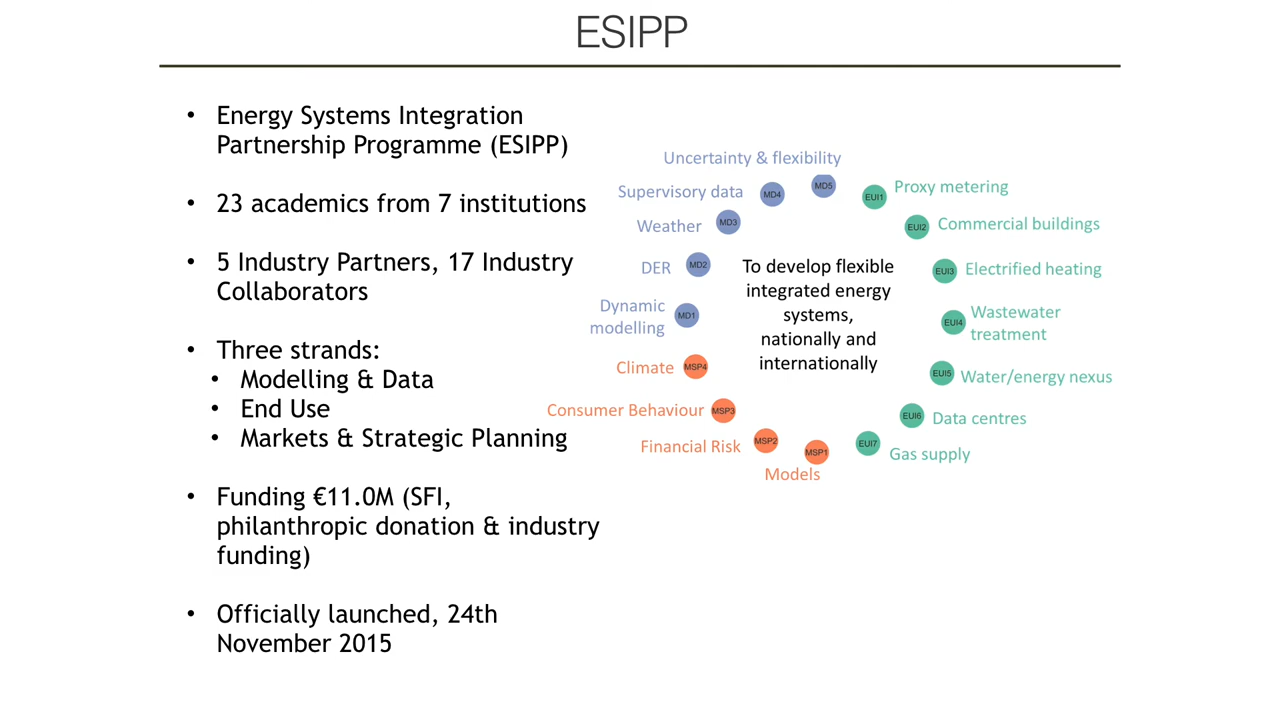 ESIPP
• Energy Systems Integration
Partnership Programme (ESIPP)
• 23 academics from 7 institutions
• 5 Industry Partners, 17 Industry
Collaborators
• Three strands:
• Modelling & Data
• End Use
• Markets & Strategic Planning
• Funding €11.0M (SFI,
philanthropic donation & industry
funding)
• Officially launched, 24th
November 2015
Uncertainty & flexibility
MD5
Supervisory data
MD4
Weather
MD3
DER
MD2
Dynamic
modelling
MD1
Climate
MSP4
Consumer Behaviour
MSP3
Financial Risk
MSP2
MSP1
Models
To develop flexible
integrated energy
systems,
nationally and
internationally
EUI1
Proxy metering
EUI2
Commercial buildings
EUI3
Electrified heating
EUI4
Wastewater
treatment
EUI5
Water/energy nexus
EUI6
Data centres
EUI7
Gas supply